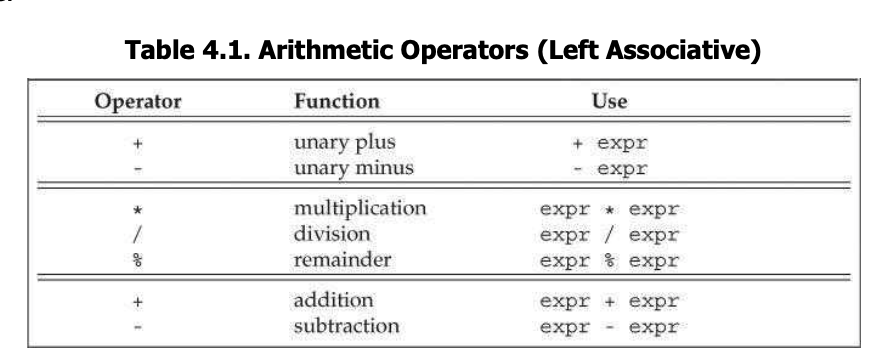 Table 4.1. Arithmetic Operators (Left Associative)
Operator Function Use
+ unary plus + expr
- unary minus - expr
* multiplication expr * expr
/ division expr / expr
% remainder expr % expr
+ addition expr + expr
- subtraction expr - expr